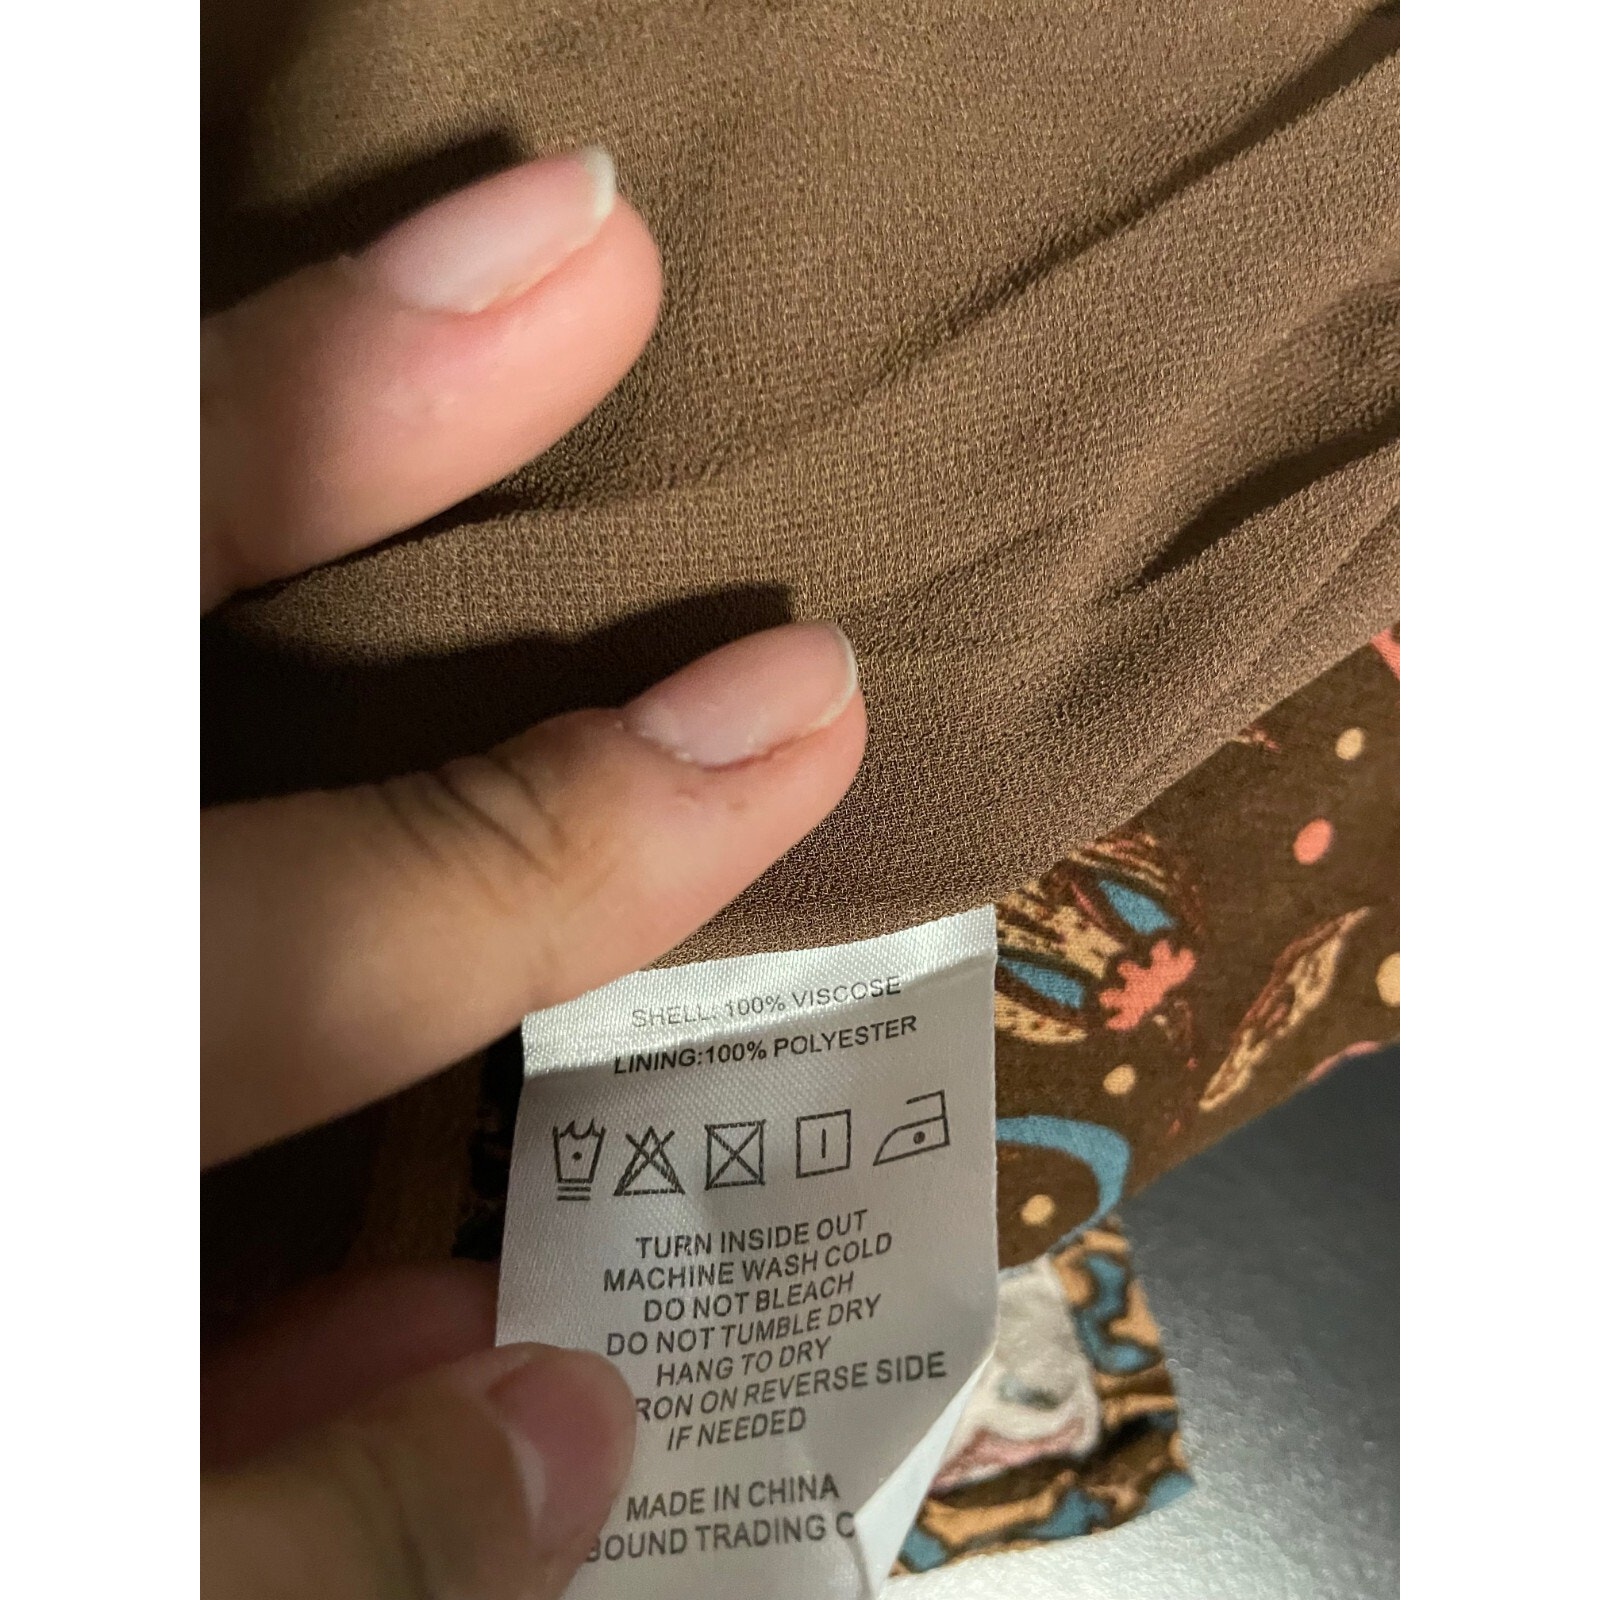 SHELL: 100% VISCOSE
LINING:100% POLYESTER
TURN INSIDE OUT
MACHINE WASH COLD
DO NOT BLEACH
DO NOT TUMBLE DRY
HANG TO DRY
RON ON REVERSE SIDE
IF NEEDED
MADE IN CHINA
BOUND TRADING C